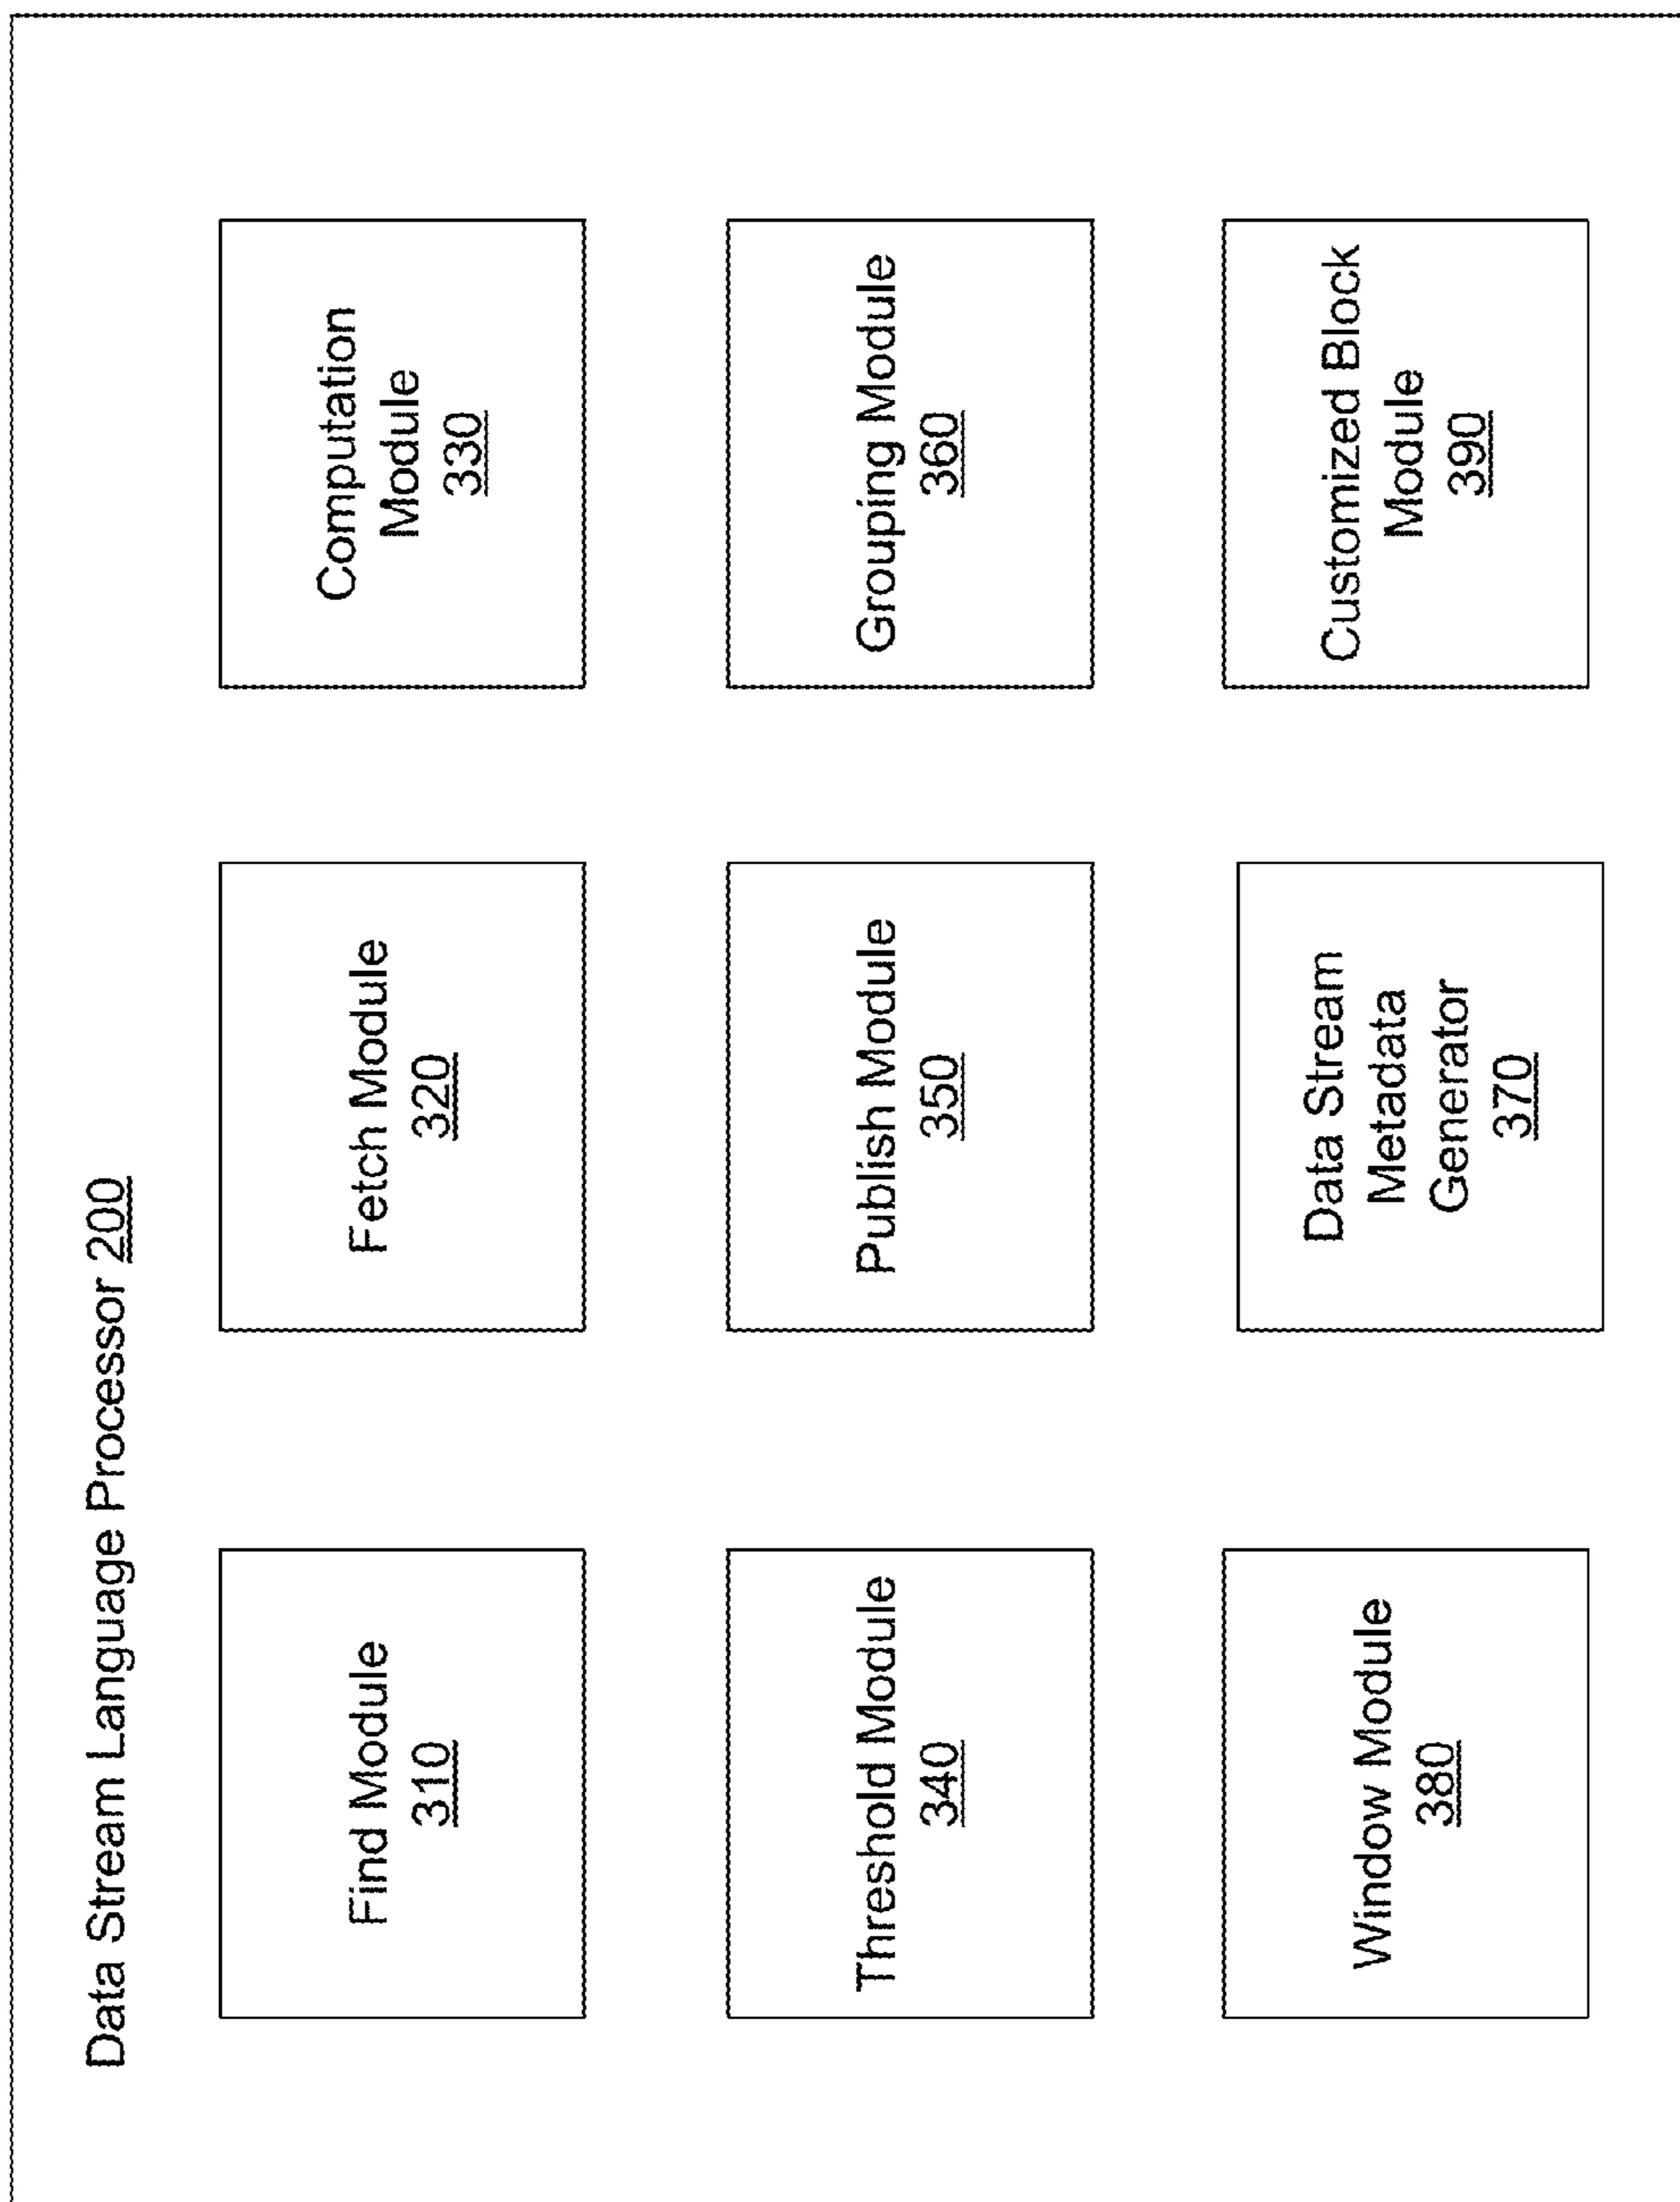 Data Stream Language Processor 200
Find Module
310
Fetch Module
320
Computation
Module
330
Threshold Module
340
Publish Module
350
Grouping Module
360
Window Module
380
Data Stream
Metadata
Generator
370
Customized Block
Module
390